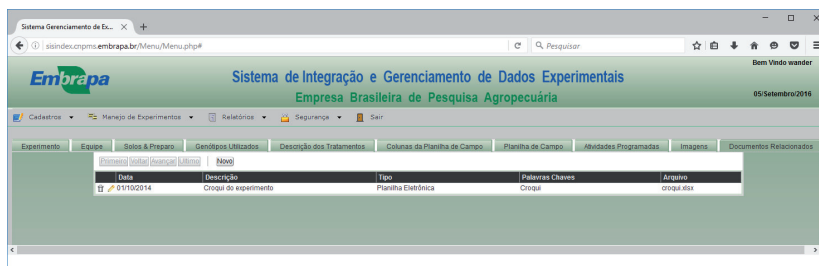 Sistema Gerenciamento de Ex...
sisindex.cnpms.embrapa.br/Menu/Menu.php#
Pesquisar
Bem Vindo wander
Embrapa
Sistema de Integração e Gerenciamento de Dados Experimentais
Empresa Brasileira de Pesquisa Agropecuária
05/Setembro/2016
Cadastros Manejo de Experimentos Relatórios Segurança Sair
Experimento Equipe Solos & Preparo Genótipos Utilizados Descrição dos Tratamentos Colunas da Planilha de Campo Planilha de Campo Atividades Programadas Imagens Documentos Relacionados
Primeiro Voltar Avançar Ultimo Novo
Data Descrição Tipo Palavras Chaves Arquivo
01/10/2014 Croqui do experimento Planilha Eletrônica Croqui croqui.xlsx